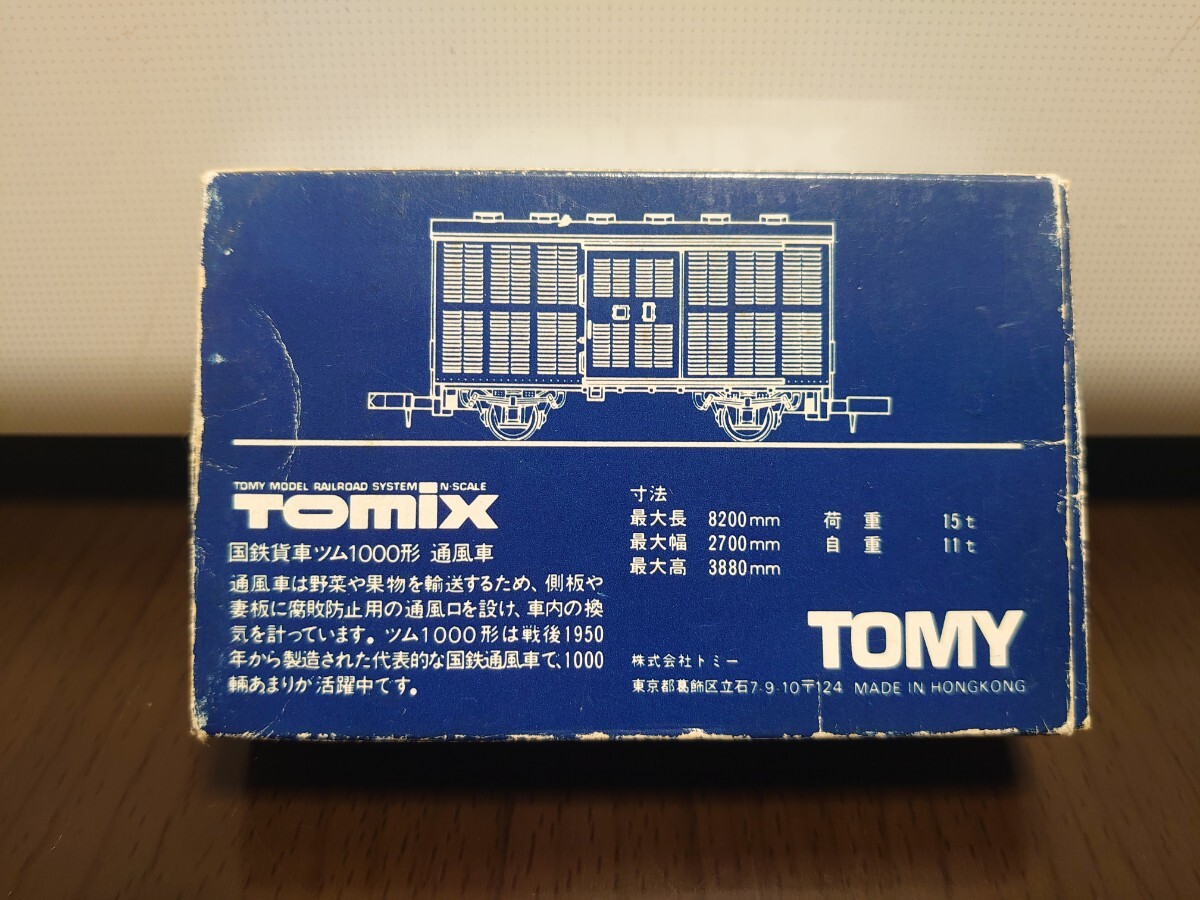 TOMY MODEL RAILROAD SYSTEM N-SCALE
TOMIX
国鉄貨車ツム1000形 通風車
通風車は野菜や果物を輸送するため、側板や
妻板に腐敗防止用の通風口を設け、車内の換
気を計っています。ツム1000形は戦後1950
年から製造された代表的な国鉄通風車で、1000
輌あまりが活躍中です。
寸法
最大長 8200mm 荷重 15t
最大幅 2700mm 自重 11t
最大高 3880mm
TOMY
株式会社トミー
東京都葛飾区立石7-9-10〒124 MADE IN HONGKONG